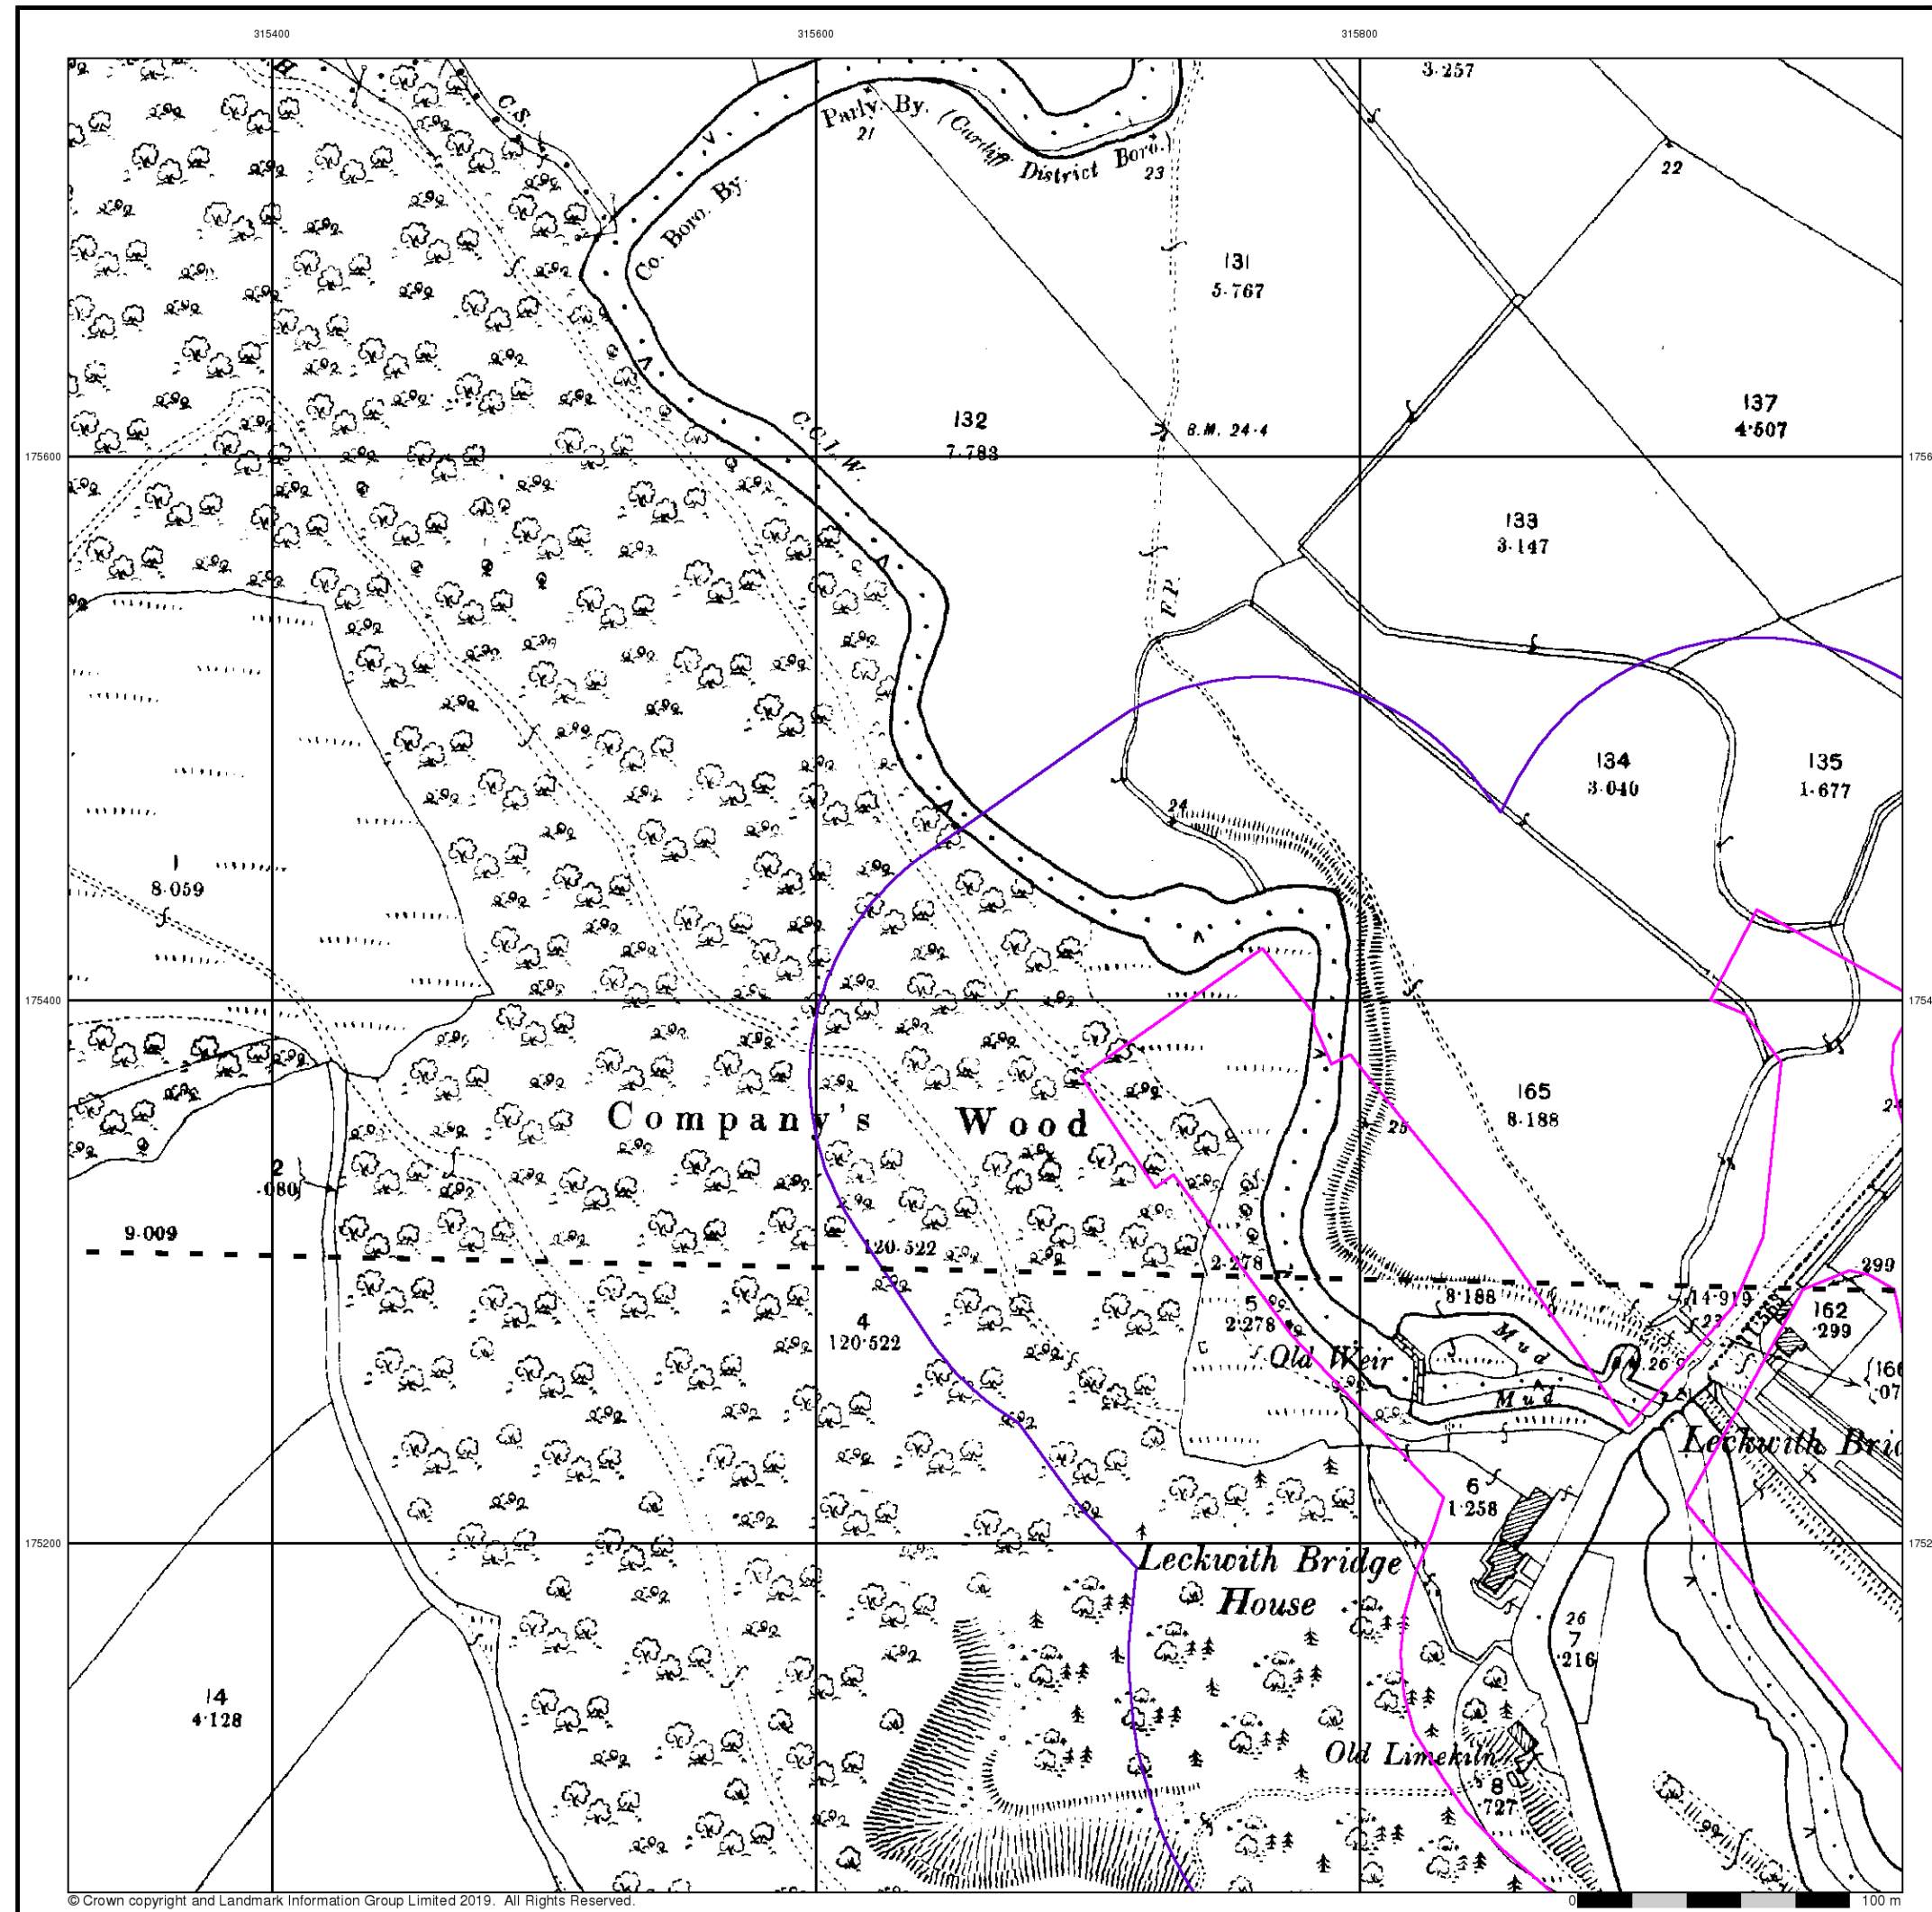 315400 315600 315800
3·257
C.S.
Parly. By. (Cardiff District Boro.)
21
23
22
Co. Boro. By.
131
5·767
137
4·507
132
7·783
B.M. 24·4
C.C.L.W.
175600
133
3·147
F.P.
134
3·040
135
1·677
24
1
8·059
175400
165
8·188
25
Company's Wood
2
·080
9·009
120·522
2·278
8·188
14·919
299
162
·299
4
120·522
5
2·278
Old Weir
Mud
Mud
Leckwith
6
1·258
175200
Leckwith Bridge
House
26
7
·216
14
4·128
Old Limekiln
8
·727
© Crown copyright and Landmark Information Group Limited 2019. All Rights Reserved.
0 100 m